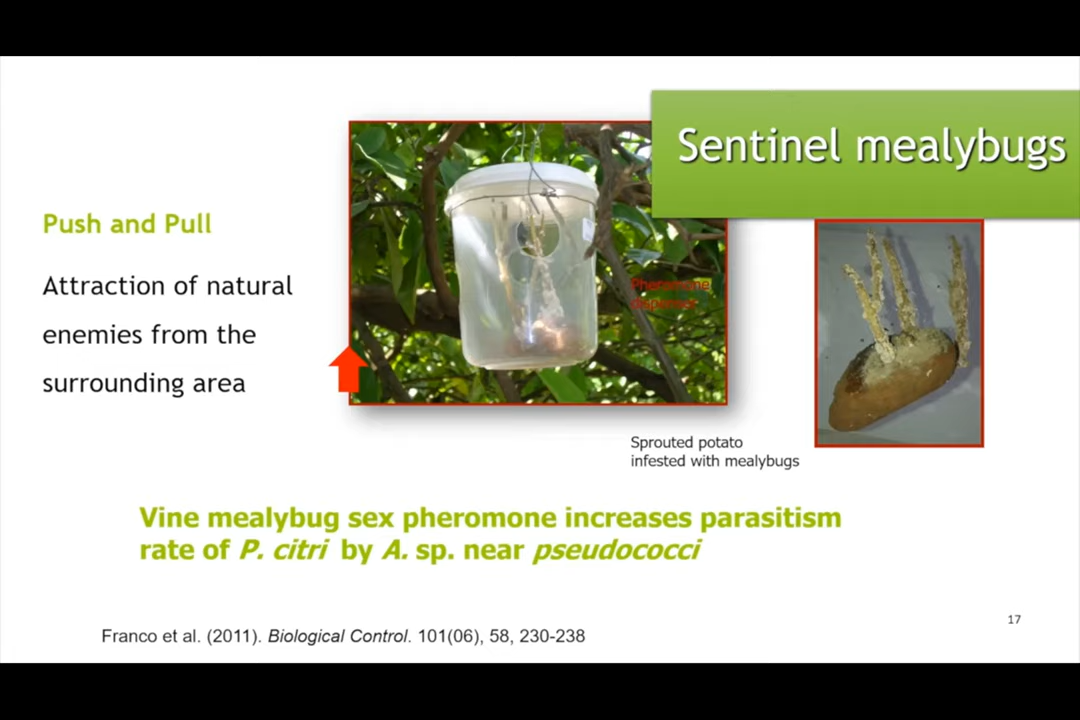 Sentinel mealybugs
Push and Pull
Attraction of natural
enemies from the
surrounding area
Pheromone
dispenser
Sprouted potato
infested with mealybugs
Vine mealybug sex pheromone increases parasitism
rate of P. citri by A. sp. near pseudococci
17
Franco et al. (2011). Biological Control. 101(06), 58, 230-238